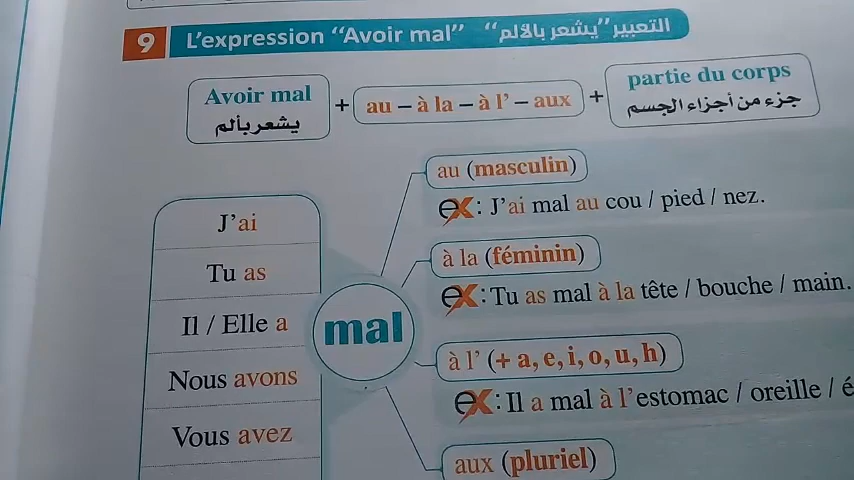 9 L'expression "Avoir mal" التعبير "يشعر بالألم"
Avoir mal + au – à la – à l' – aux + partie du corps
يشعر بألم
جزء من أجزاء الجسم
au (masculin)
ex: J'ai mal au cou / pied / nez.
à la (féminin)
ex: Tu as mal à la tête / bouche / main.
à l' (+ a, e, i, o, u, h)
ex: Il a mal à l'estomac / oreille / é
aux (pluriel)
J'ai
Tu as
Il / Elle a
Nous avons
Vous avez
mal